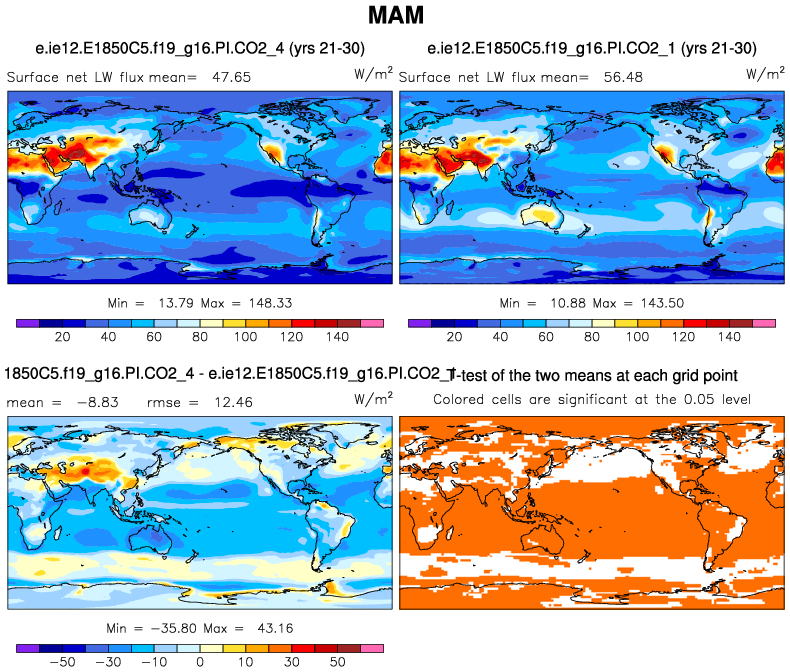 MAM
e.ie12.E1850C5.f19_g16.PI.CO2_4 (yrs 21-30)
Surface net LW flux mean= 47.65 W/m²
Min = 13.79 Max = 148.33
20 40 60 80 100 120 140
e.ie12.E1850C5.f19_g16.PI.CO2_1 (yrs 21-30)
Surface net LW flux mean= 56.48 W/m²
Min = 10.88 Max = 143.50
20 40 60 80 100 120 140
1850C5.f19_g16.PI.CO2_4 - e.ie12.E1850C5.f19_g16.PI.CO2_
mean = -8.83 rmse = 12.46 W/m²
Min = -35.80 Max = 43.16
-50 -30 -10 0 10 30 50
T-test of the two means at each grid point
Colored cells are significant at the 0.05 level